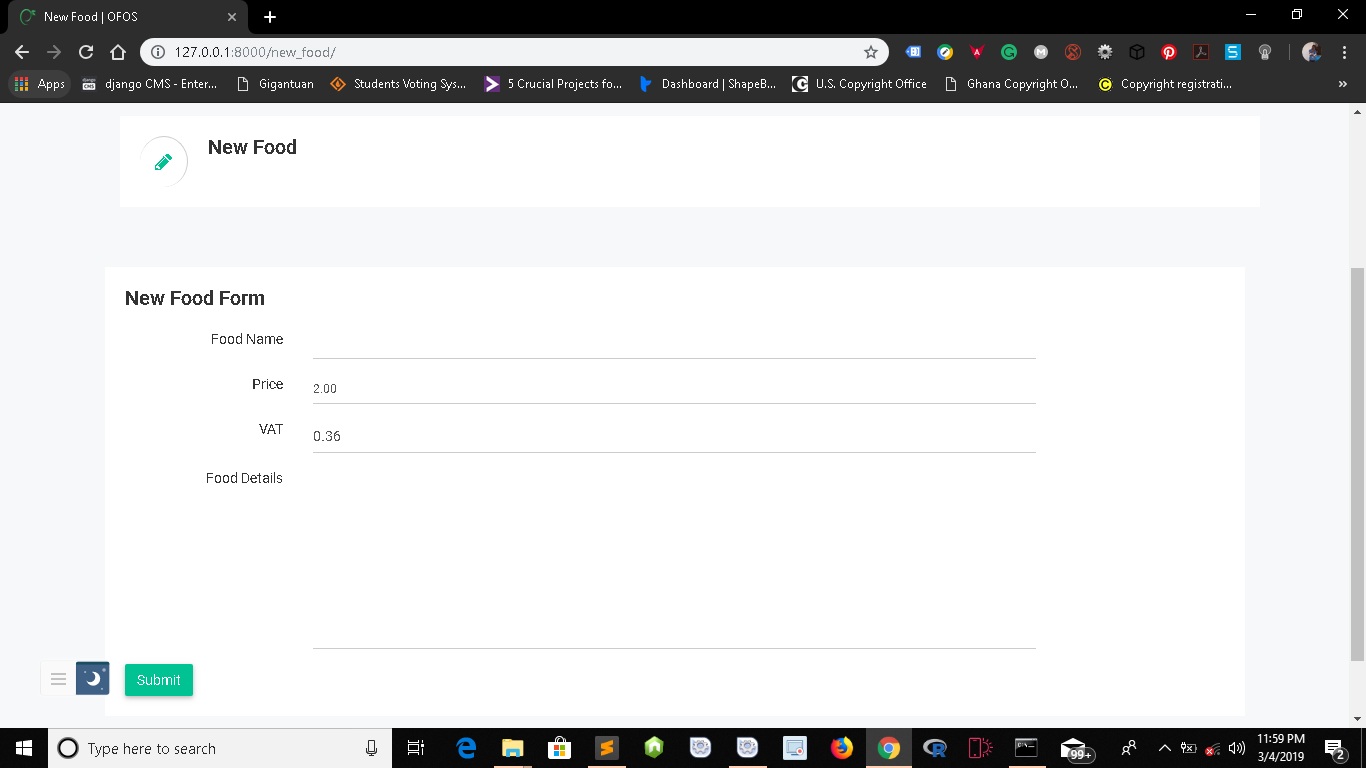 New Food | OFOS
127.0.0.1:8000/new_food/
Apps django CMS - Enter... Gigantuan Students Voting Sys... 5 Crucial Projects fo... Dashboard | ShapeB... U.S. Copyright Office Ghana Copyright O... Copyright registrati... »
New Food
New Food Form
Food Name
Price 2.00
VAT 0.36
Food Details
Submit
Type here to search
99+
11:59 PM
3/4/2019
2